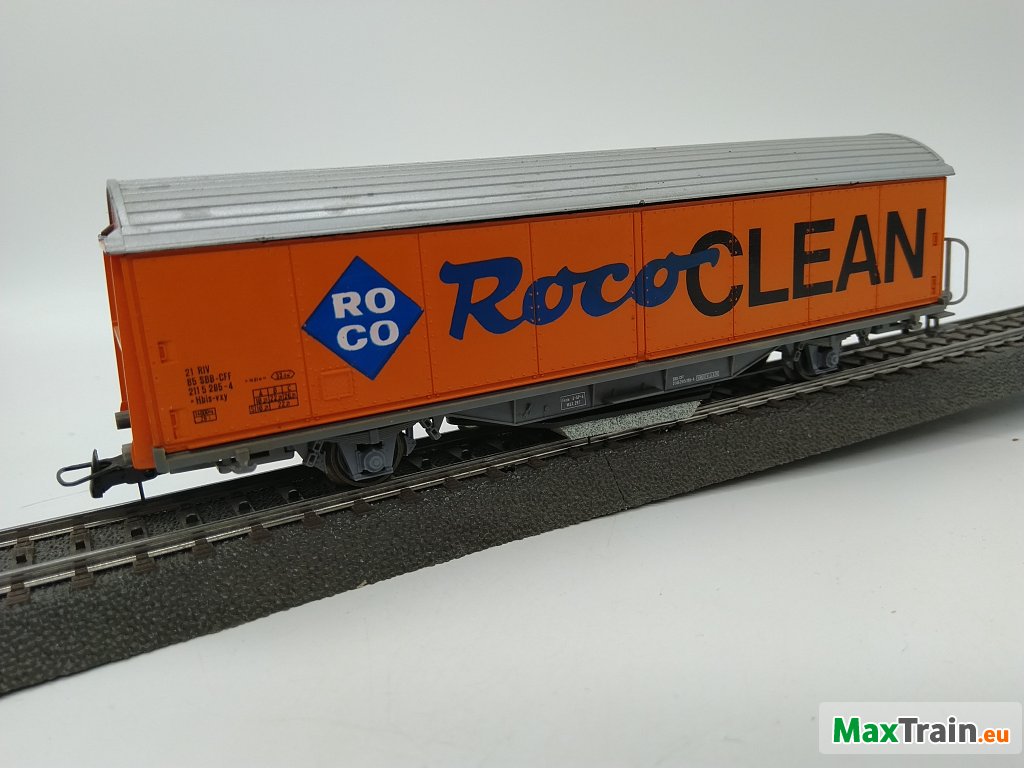 RO
CO
Roco CLEAN
21 RIV
85 SBB-CFF
211 5 285-4
Hbis-vxy
A B C
MaxTrain.eu